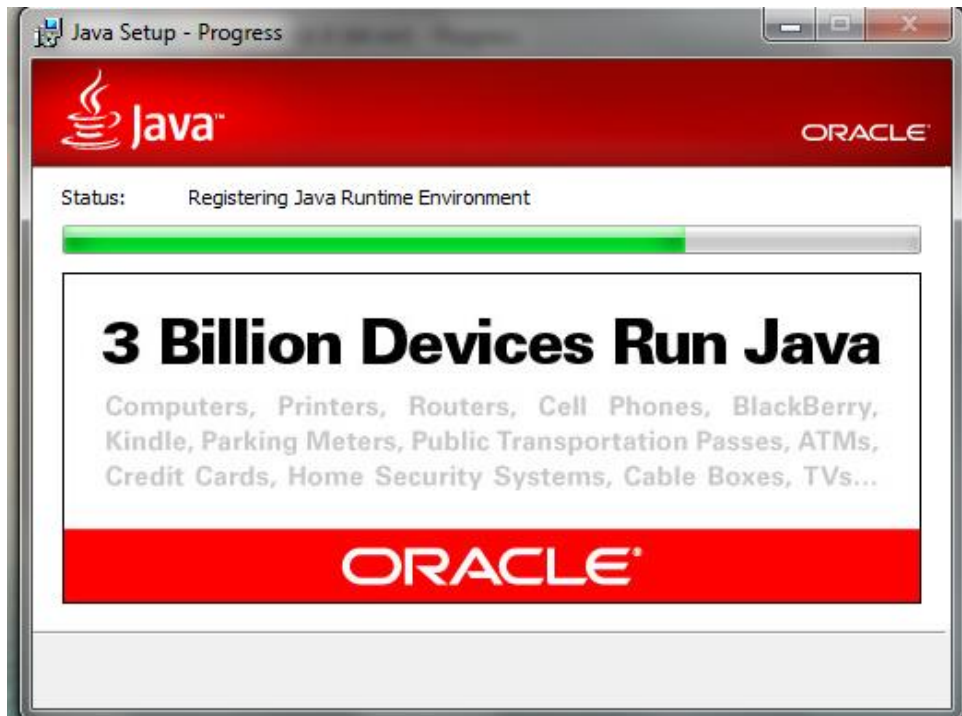 Java Setup - Progress
Java™
ORACLE®
Status: Registering Java Runtime Environment
3 Billion Devices Run Java
Computers, Printers, Routers, Cell Phones, BlackBerry,
Kindle, Parking Meters, Public Transportation Passes, ATMs,
Credit Cards, Home Security Systems, Cable Boxes, TVs...
ORACLE®